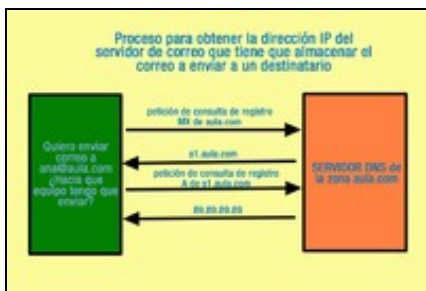 Proceso para obtener la dirección IP del
servidor de correo que tiene que almacenar el
correo a enviar a un destinatario
petición de consulta de registro
MX de aula.com
Quiero enviar
correo a
ana@aula.com
¿Hacia que
equipo tengo que
enviar?
s1.aula.com
petición de consulta de registro
A de s1.aula.com
SERVIDOR DNS de
la zona aula.com